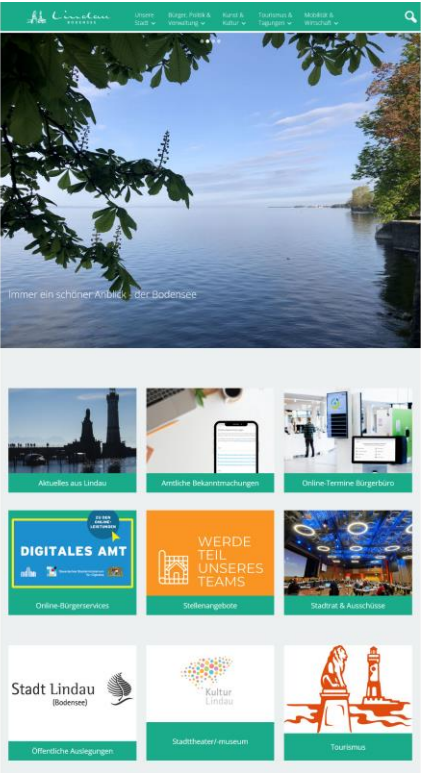 Lindau
BODENSEE
Unsere
Stadt
Bürger, Politik &
Verwaltung
Kunst &
Kultur
Tourismus &
Tagungen
Mobilität &
Wirtschaft
Immer ein schöner Anblick - der Bodensee
Aktuelles aus Lindau
Amtliche Bekanntmachungen
Online-Termine Bürgerbüro
ZU DEN
ONLINE-
LEISTUNGEN
DIGITALES AMT
Online-Bürgerservices
WERDE
TEIL
UNSERES
TEAMS
Stellenangebote
Stadtrat & Ausschüsse
Stadt Lindau
(Bodensee)
Öffentliche Auslegungen
Kultur
Lindau
Stadttheater/-museum
Tourismus